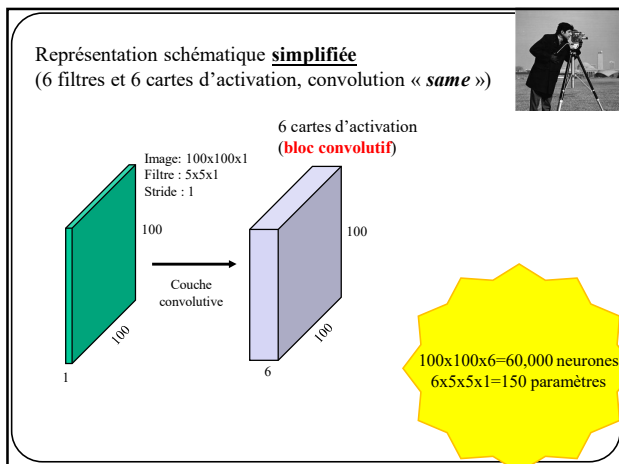 Représentation schématique simplifiée
(6 filtres et 6 cartes d’activation, convolution « same »)
6 cartes d’activation
(bloc convolutif)
Image: 100x100x1
Filtre : 5x5x1
Stride : 1
100
100
Couche
convolutive
100
100
1
6
100x100x6=60,000 neurones
6x5x5x1=150 paramètres